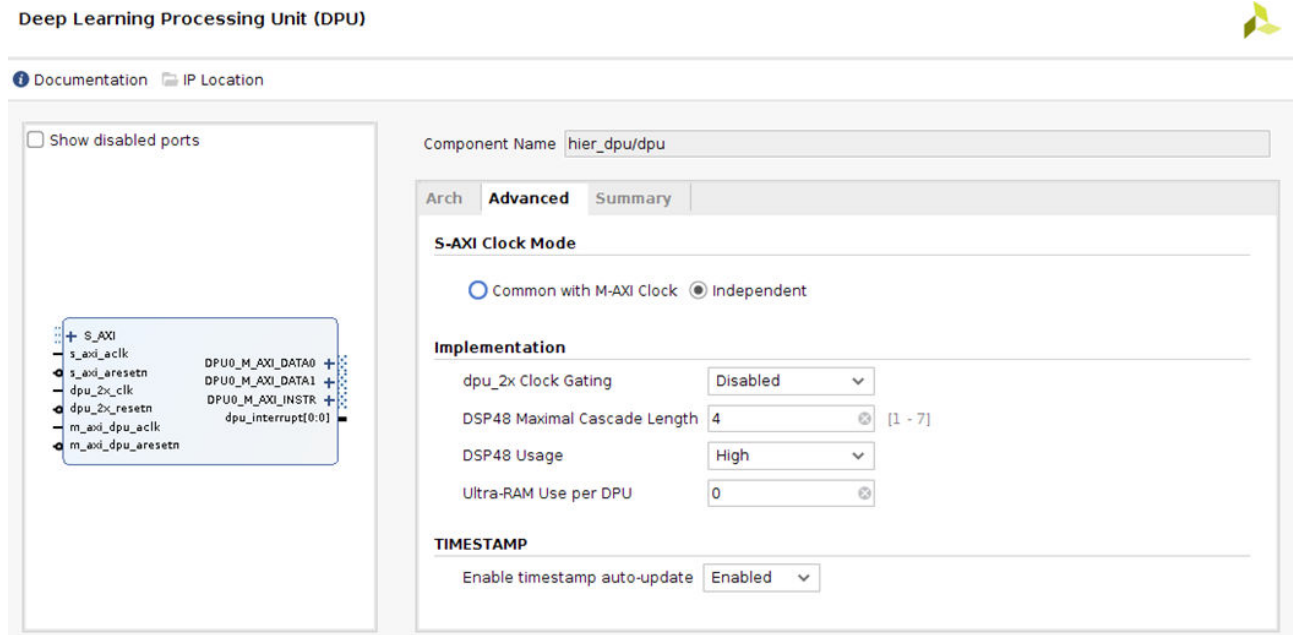 Deep Learning Processing Unit (DPU)
Documentation IP Location
Show disabled ports
S_AXI
s_axi_aclk
s_axi_aresetn
dpu_2x_clk
dpu_2x_resetn
m_axi_dpu_aclk
m_axi_dpu_aresetn
DPU0_M_AXI_DATA0
DPU0_M_AXI_DATA1
DPU0_M_AXI_INSTR
dpu_interrupt[0:0]
Component Name hier_dpu/dpu
Arch Advanced Summary
S-AXI Clock Mode
Common with M-AXI Clock Independent
Implementation
dpu_2x Clock Gating Disabled
DSP48 Maximal Cascade Length 4 [1 - 7]
DSP48 Usage High
Ultra-RAM Use per DPU 0
TIMESTAMP
Enable timestamp auto-update Enabled